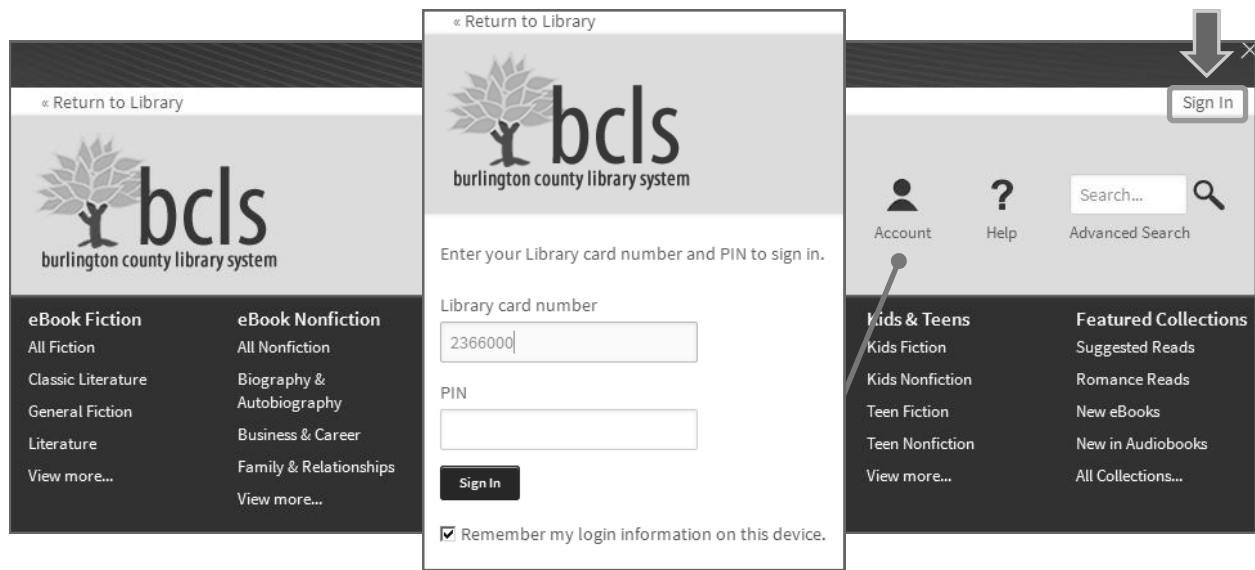 « Return to Library
bcls
burlington county library system
eBook Fiction
All Fiction
Classic Literature
General Fiction
Literature
View more...
eBook Nonfiction
All Nonfiction
Biography &
Autobiography
Business & Career
Family & Relationships
View more...
« Return to Library
bcls
burlington county library system
Enter your Library card number and PIN to sign in.
Library card number
2366000
PIN
Sign In
Remember my login information on this device.
Sign In
Account
Help
Search...
Advanced Search
Kids & Teens
Kids Fiction
Kids Nonfiction
Teen Fiction
Teen Nonfiction
View more...
Featured Collections
Suggested Reads
Romance Reads
New eBooks
New in Audiobooks
All Collections...